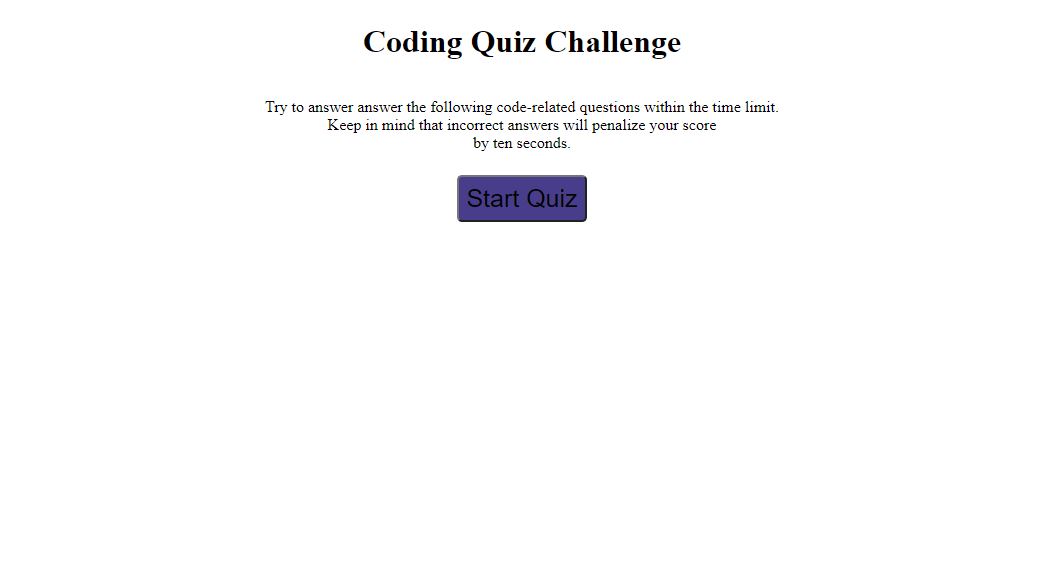 Coding Quiz Challenge
Try to answer answer the following code-related questions within the time limit.
Keep in mind that incorrect answers will penalize your score
by ten seconds.
Start Quiz